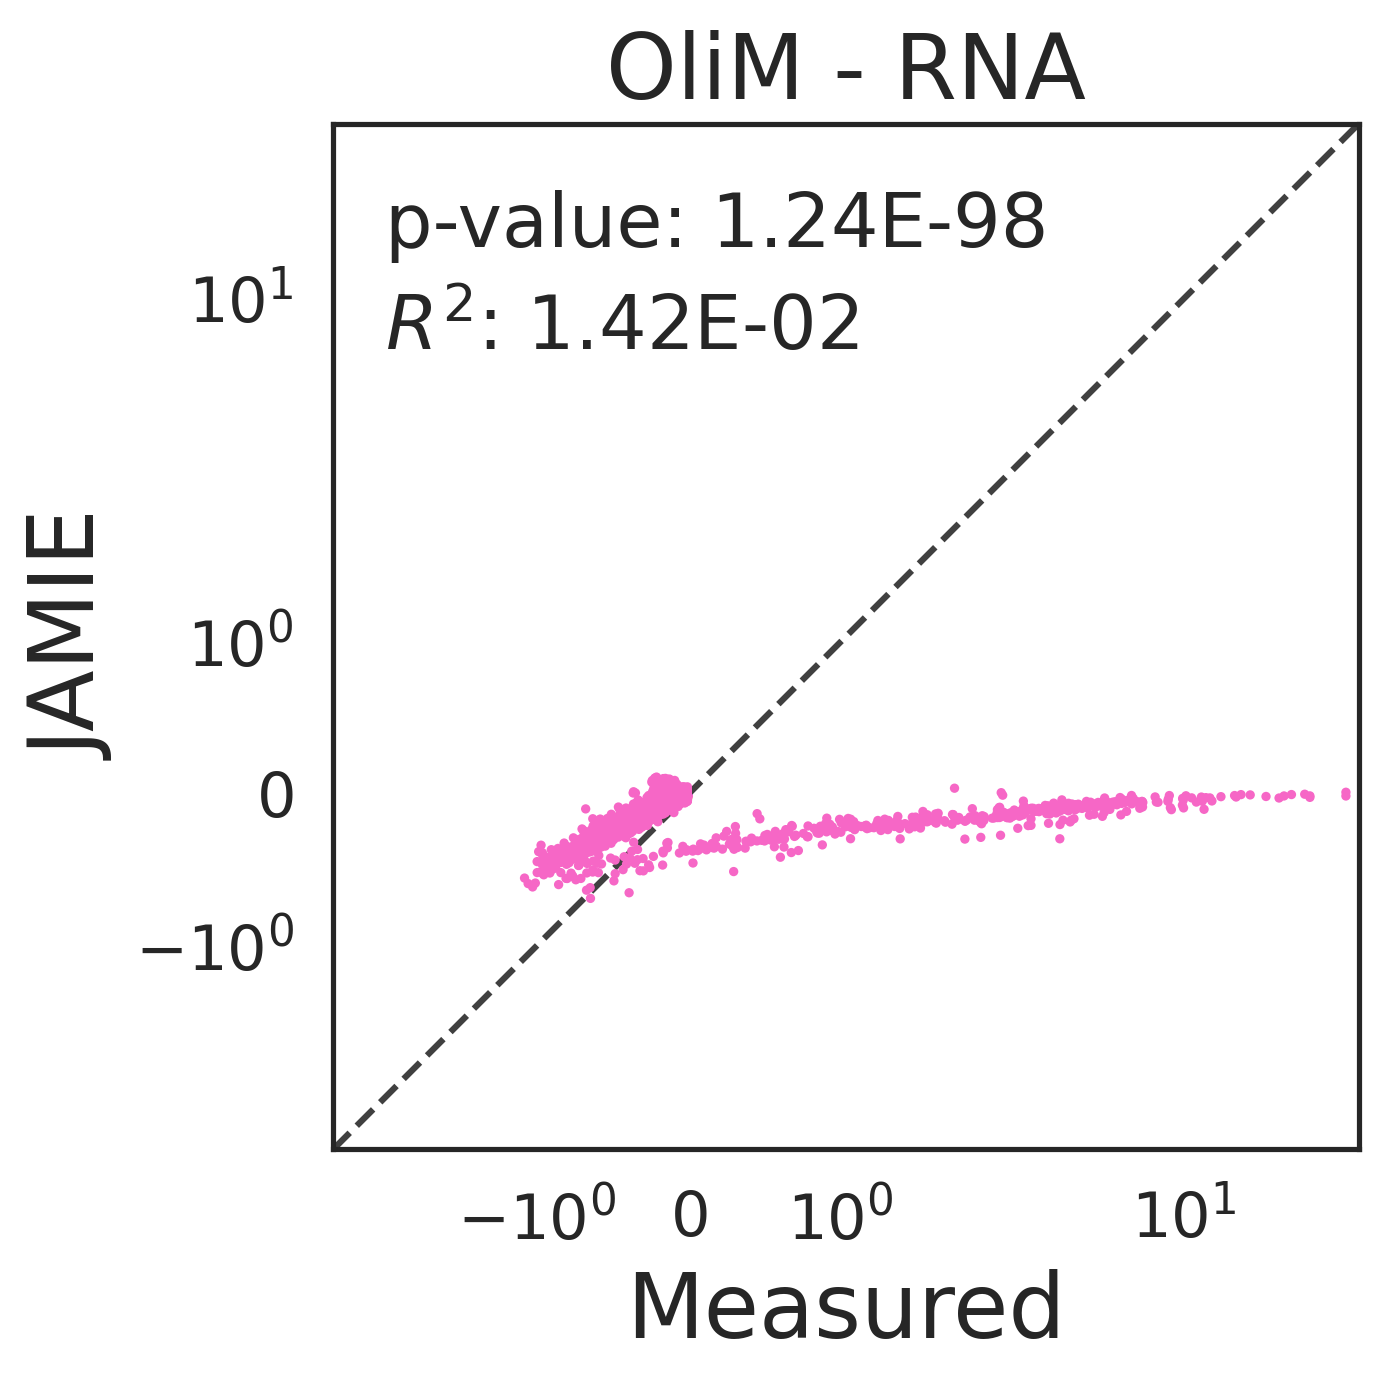 OliM - RNA
p-value: 1.24E-98
R²: 1.42E-02
10¹
10⁰
0
−10⁰
JAMIE
−10⁰ 0 10⁰ 10¹
Measured